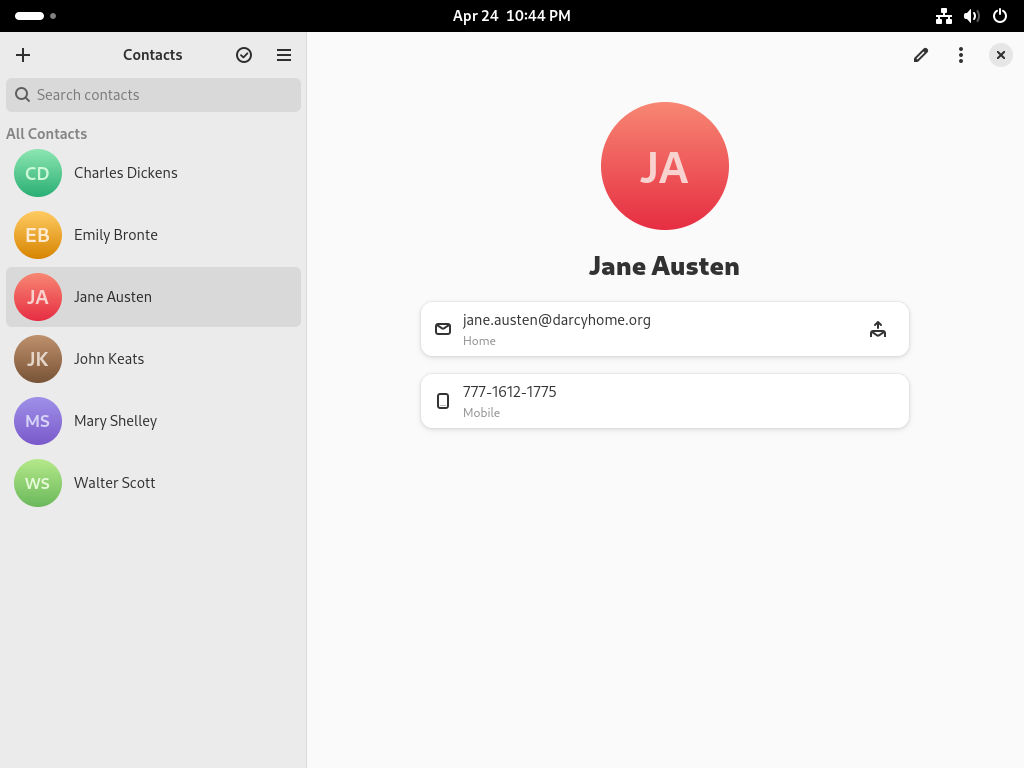 Apr 24 10:44 PM
Contacts
Search contacts
All Contacts
CD Charles Dickens
EB Emily Bronte
JA Jane Austen
JK John Keats
MS Mary Shelley
WS Walter Scott
JA
Jane Austen
jane.austen@darcyhome.org
Home
777-1612-1775
Mobile